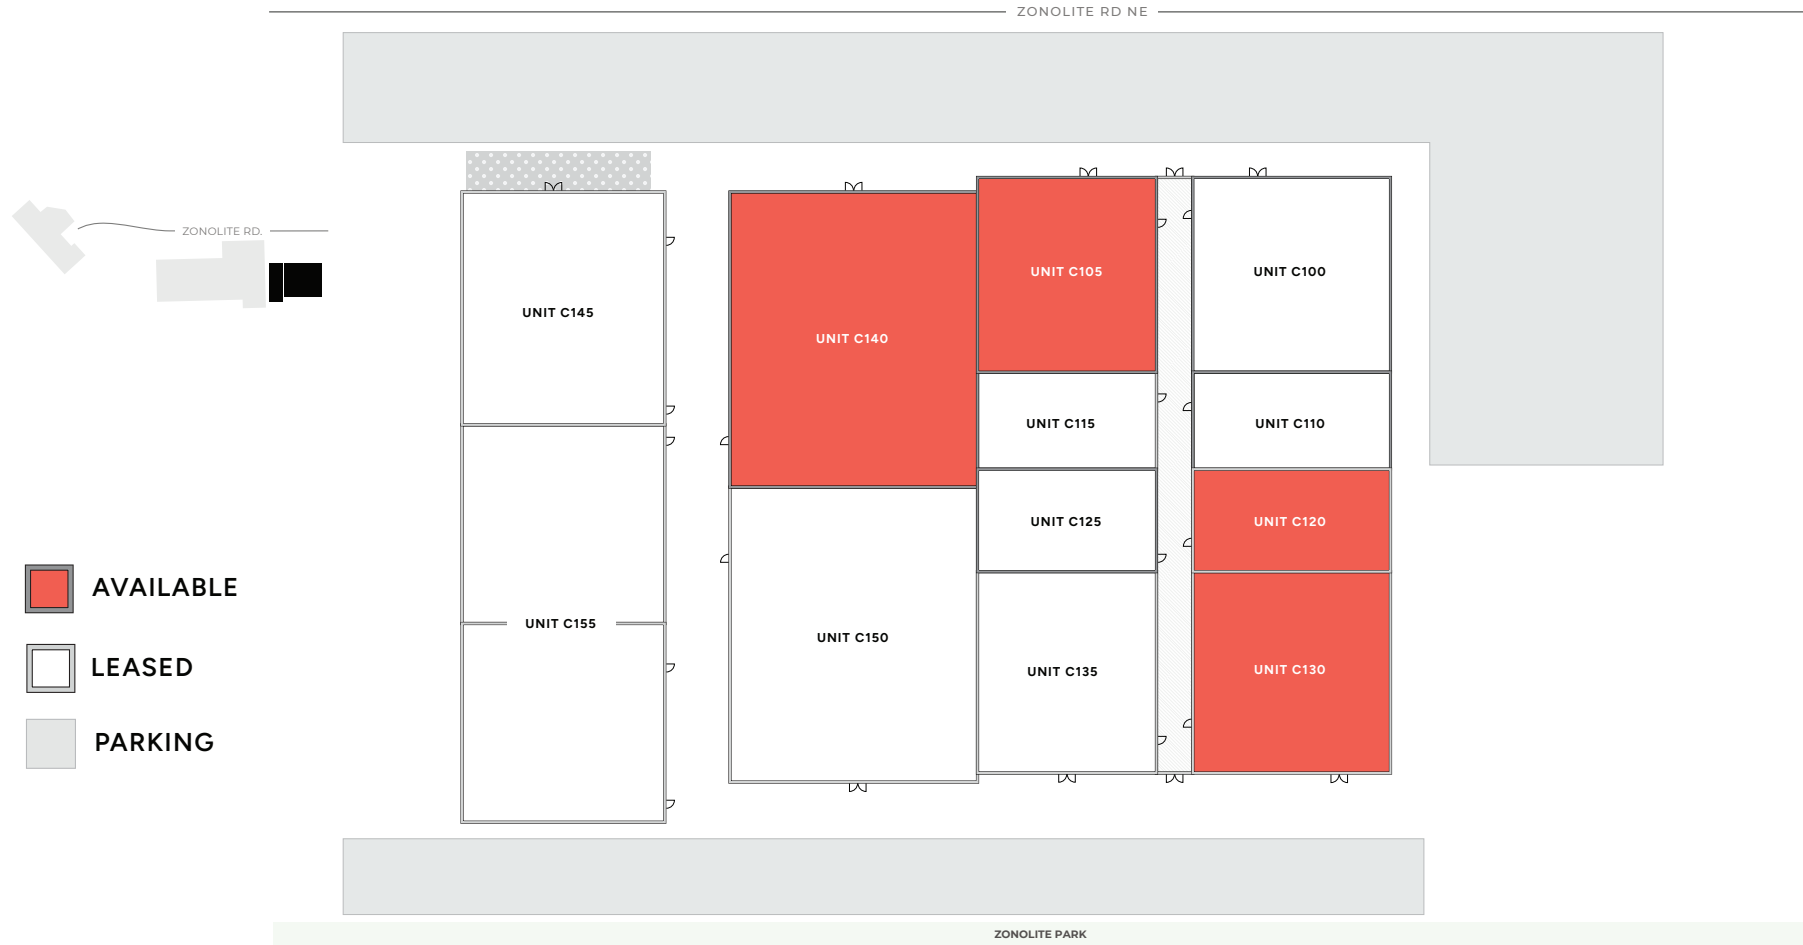 ZONOLITE RD NE
ZONOLITE RD.
UNIT C145
UNIT C140
UNIT C105
UNIT C100
UNIT C115
UNIT C110
UNIT C125
UNIT C120
UNIT C155
UNIT C150
UNIT C135
UNIT C130
AVAILABLE
LEASED
PARKING
ZONOLITE PARK